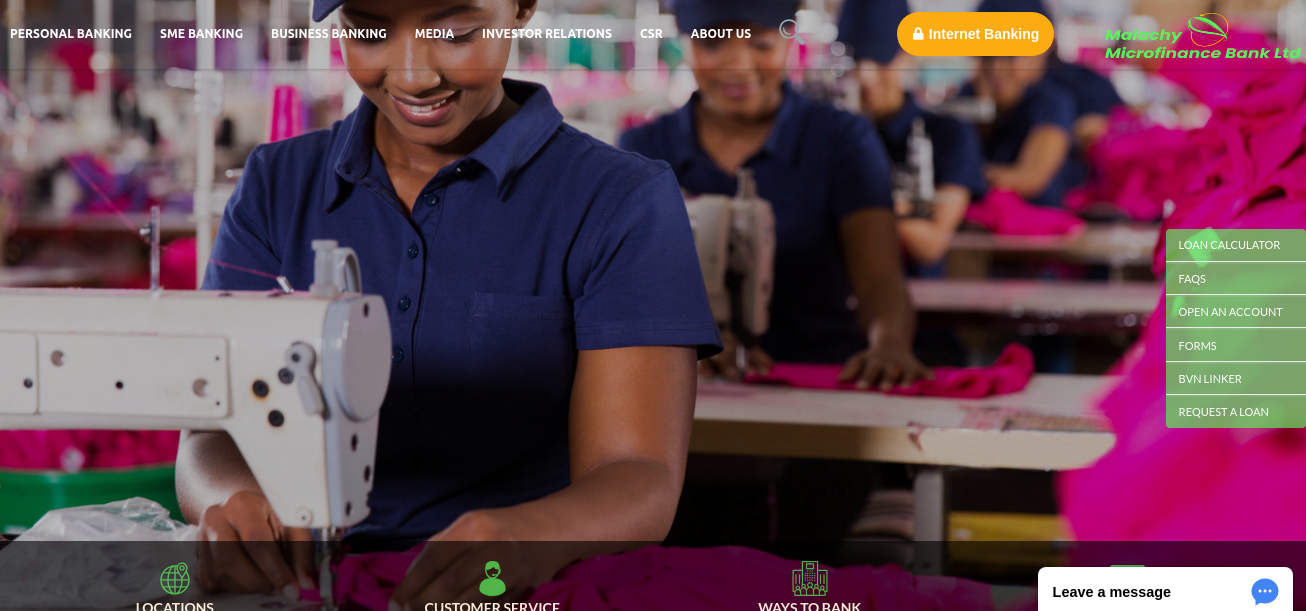 PERSONAL BANKING SME BANKING BUSINESS BANKING MEDIA INVESTOR RELATIONS CSR ABOUT US
Internet Banking
Malachy
Microfinance Bank Ltd
LOAN CALCULATOR
FAQS
OPEN AN ACCOUNT
FORMS
BVN LINKER
REQUEST A LOAN
LOCATIONS
CUSTOMER SERVICE
WAYS TO BANK
Leave a message